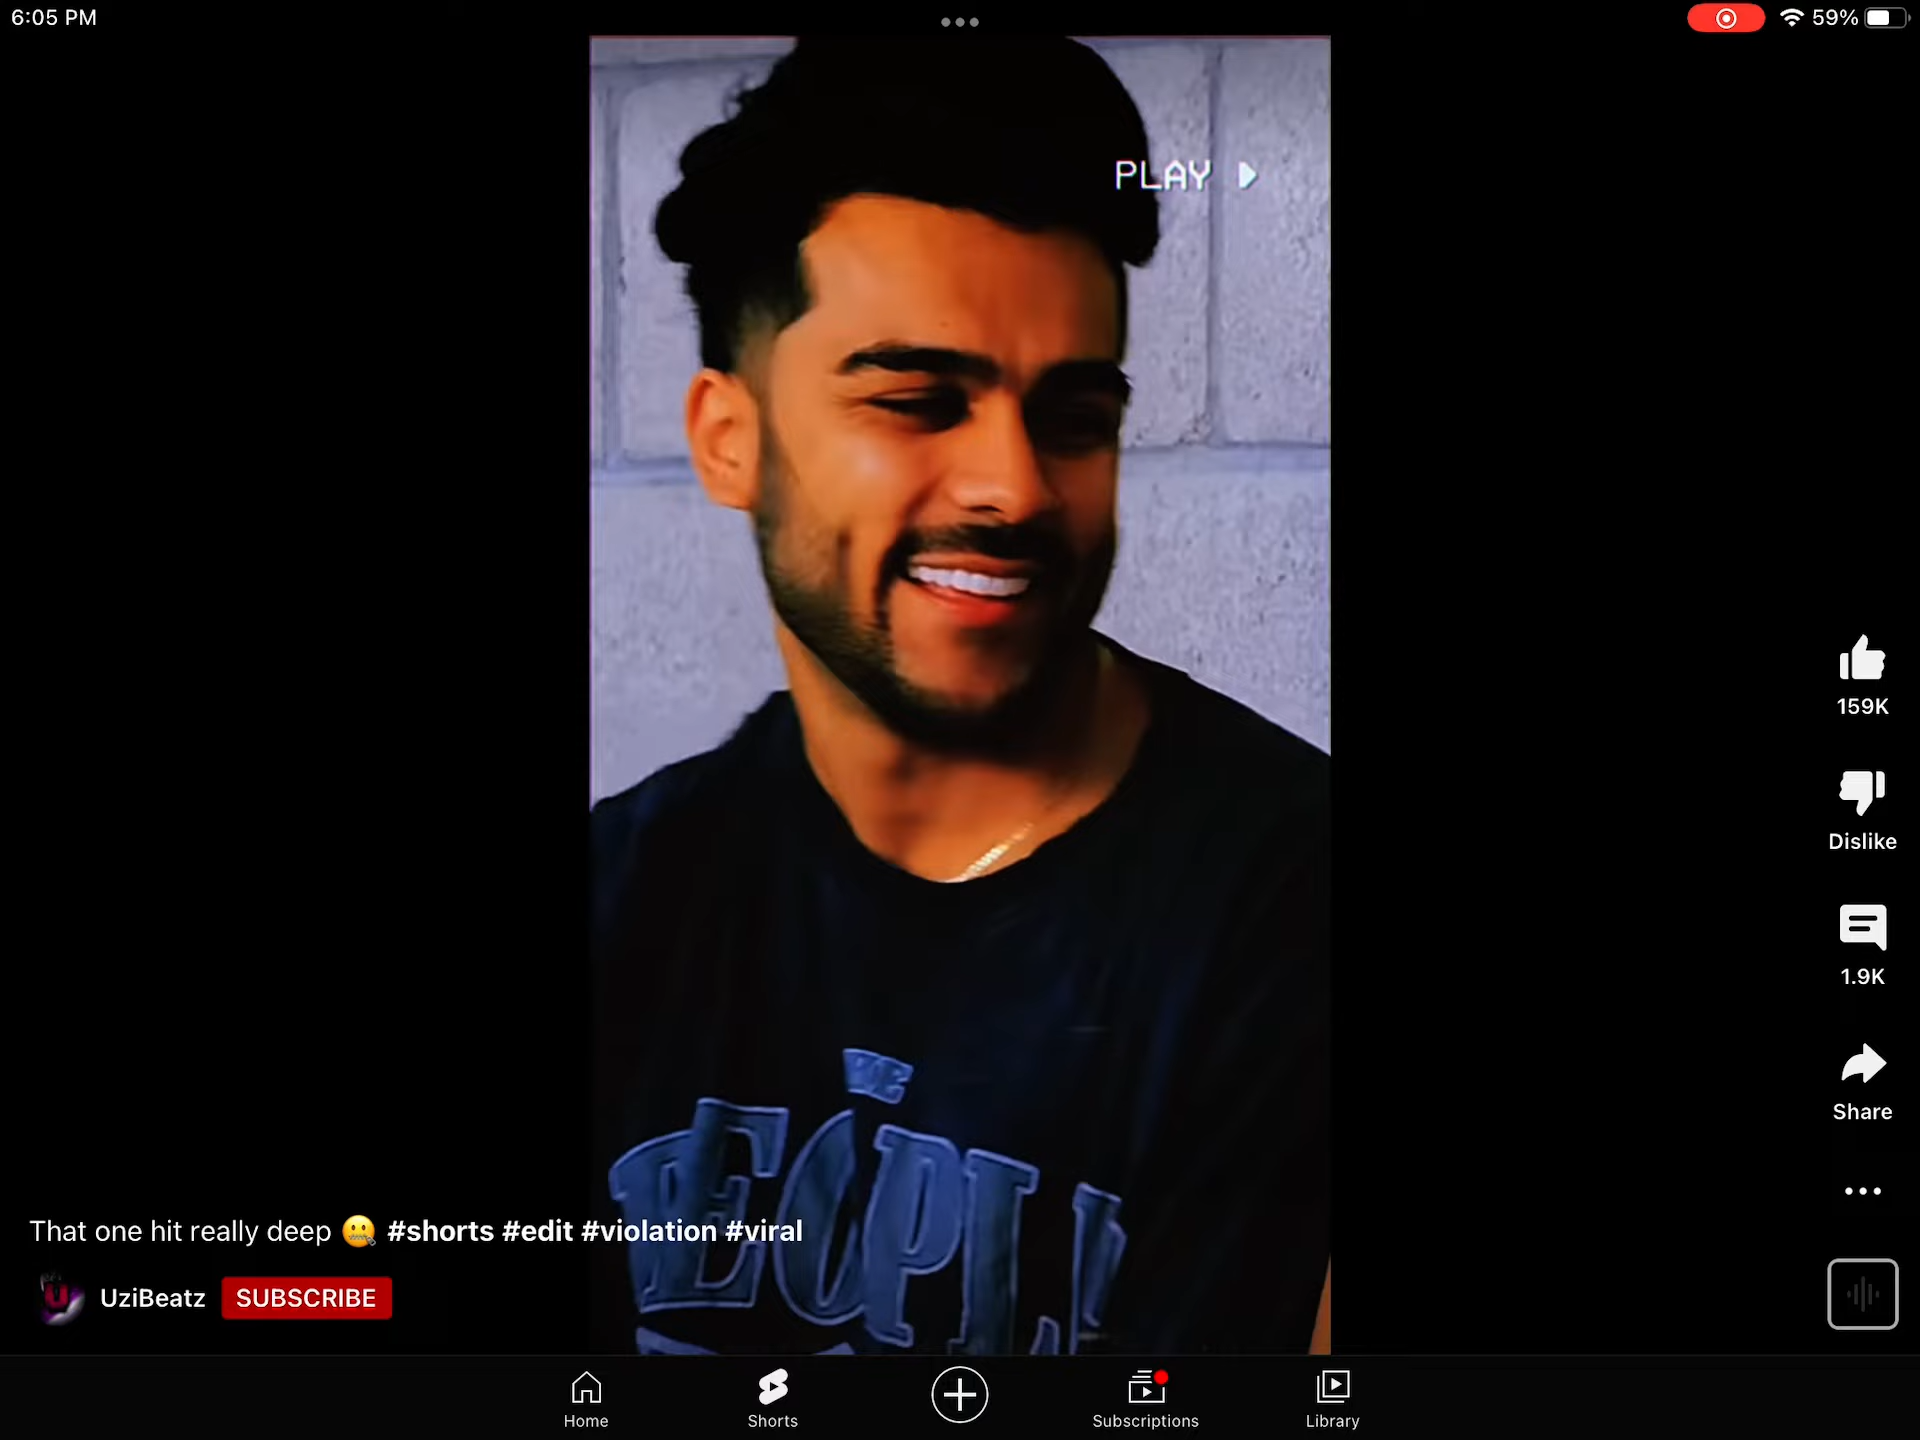 6:05 PM
59%
PLAY
EOPL
That one hit really deep 🤐 #shorts #edit #violation #viral
UziBeatz
SUBSCRIBE
159K
Dislike
1.9K
Share
Home
Shorts
Subscriptions
Library